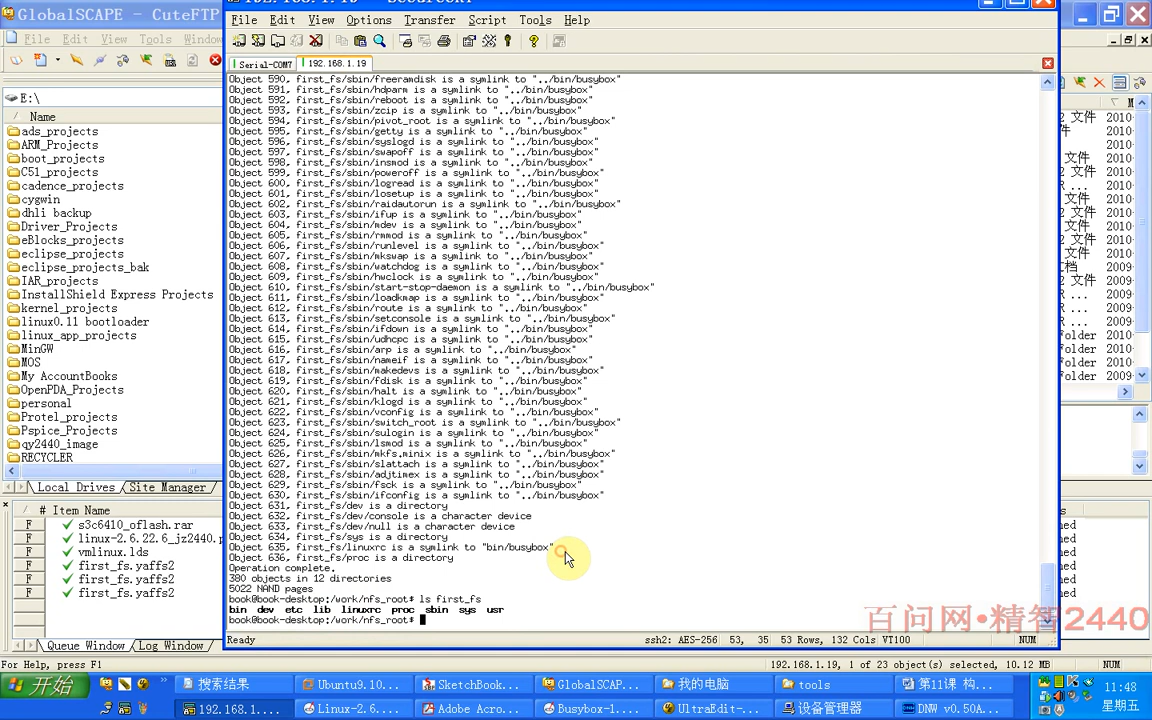 GlobalSCAPE - CuteFTP
File Edit View Tools Window
File Edit View Options Transfer Script Tools Help
Serial-COM7 192.168.1.19
E:\
Name
ads_projects
ARM_Projects
boot_projects
C51_projects
cadence_projects
cygwin
dhli backup
Driver_Projects
eBlocks_projects
eclipse_projects
eclipse_projects_bak
IAR_projects
InstallShield Express Projects
kernel_projects
linux0.11 bootloader
linux_app_projects
MinGW
MOS
My AccountBooks
OpenPDA_Projects
personal
Protel_projects
Pspice_Projects
qy2440_image
RECYCLER
Local Drives Site Manager
# Item Name
F s3c6410_oflash.rar
F linux-2.6.22.6_jz2440.p
F vmlinux.lds
F first_fs.yaffs2
F first_fs.yaffs2
F first_fs.yaffs2
Queue Window Log Window
For Help, press F1
Object 590, first_fs/sbin/freeramdisk is a symlink to "../bin/busybox"
Object 591, first_fs/sbin/hdparm is a symlink to "../bin/busybox"
Object 592, first_fs/sbin/reboot is a symlink to "../bin/busybox"
Object 593, first_fs/sbin/zcip is a symlink to "../bin/busybox"
Object 594, first_fs/sbin/pivot_root is a symlink to "../bin/busybox"
Object 595, first_fs/sbin/getty is a symlink to "../bin/busybox"
Object 596, first_fs/sbin/syslogd is a symlink to "../bin/busybox"
Object 597, first_fs/sbin/swapoff is a symlink to "../bin/busybox"
Object 598, first_fs/sbin/insmod is a symlink to "../bin/busybox"
Object 599, first_fs/sbin/poweroff is a symlink to "../bin/busybox"
Object 600, first_fs/sbin/logread is a symlink to "../bin/busybox"
Object 601, first_fs/sbin/losetup is a symlink to "../bin/busybox"
Object 602, first_fs/sbin/raidautorun is a symlink to "../bin/busybox"
Object 603, first_fs/sbin/ifup is a symlink to "../bin/busybox"
Object 604, first_fs/sbin/mdev is a symlink to "../bin/busybox"
Object 605, first_fs/sbin/rmmod is a symlink to "../bin/busybox"
Object 606, first_fs/sbin/runlevel is a symlink to "../bin/busybox"
Object 607, first_fs/sbin/mkswap is a symlink to "../bin/busybox"
Object 608, first_fs/sbin/watchdog is a symlink to "../bin/busybox"
Object 609, first_fs/sbin/hwclock is a symlink to "../bin/busybox"
Object 610, first_fs/sbin/start-stop-daemon is a symlink to "../bin/busybox"
Object 611, first_fs/sbin/loadkmap is a symlink to "../bin/busybox"
Object 612, first_fs/sbin/route is a symlink to "../bin/busybox"
Object 613, first_fs/sbin/setconsole is a symlink to "../bin/busybox"
Object 614, first_fs/sbin/ifdown is a symlink to "../bin/busybox"
Object 615, first_fs/sbin/udhcpc is a symlink to "../bin/busybox"
Object 616, first_fs/sbin/arp is a symlink to "../bin/busybox"
Object 617, first_fs/sbin/nameif is a symlink to "../bin/busybox"
Object 618, first_fs/sbin/makedevs is a symlink to "../bin/busybox"
Object 619, first_fs/sbin/fdisk is a symlink to "../bin/busybox"
Object 620, first_fs/sbin/halt is a symlink to "../bin/busybox"
Object 621, first_fs/sbin/klogd is a symlink to "../bin/busybox"
Object 622, first_fs/sbin/vconfig is a symlink to "../bin/busybox"
Object 623, first_fs/sbin/switch_root is a symlink to "../bin/busybox"
Object 624, first_fs/sbin/sulogin is a symlink to "../bin/busybox"
Object 625, first_fs/sbin/lsmod is a symlink to "../bin/busybox"
Object 626, first_fs/sbin/mkfs.minix is a symlink to "../bin/busybox"
Object 627, first_fs/sbin/slattach is a symlink to "../bin/busybox"
Object 628, first_fs/sbin/adjtimex is a symlink to "../bin/busybox"
Object 629, first_fs/sbin/fsck is a symlink to "../bin/busybox"
Object 630, first_fs/sbin/ifconfig is a symlink to "../bin/busybox"
Object 631, first_fs/dev is a directory
Object 632, first_fs/dev/console is a character device
Object 633, first_fs/dev/null is a character device
Object 634, first_fs/sys is a directory
Object 635, first_fs/linuxrc is a symlink to "bin/busybox"
Object 636, first_fs/proc is a directory
Operation complete.
380 objects in 12 directories
5022 NAND pages
book@book-desktop:/work/nfs_root* ls first_fs
bin dev etc lib linuxrc proc sbin sys usr
book@book-desktop:/work/nfs_root*
Ready ssh2: AES-256 53, 35 53 Rows, 132 Cols VT100 NUM
百问网·精智2440
2 文件 2010-
件 2010-
2010-
文件 2010-
R ... 2010-
Folder 2009-
192.168.1.19, 1 of 23 object(s) selected, 10.12 MB NUM
开始 搜索结果 Ubuntu9.10... SketchBook... GlobalSCAP... 我的电脑 tools 第11课 构... 11:48
192.168.1.... Linux-2.6.... Adobe Acro... Busybox-1.... UltraEdit-... 设备管理器 DNW v0.50A... 星期五